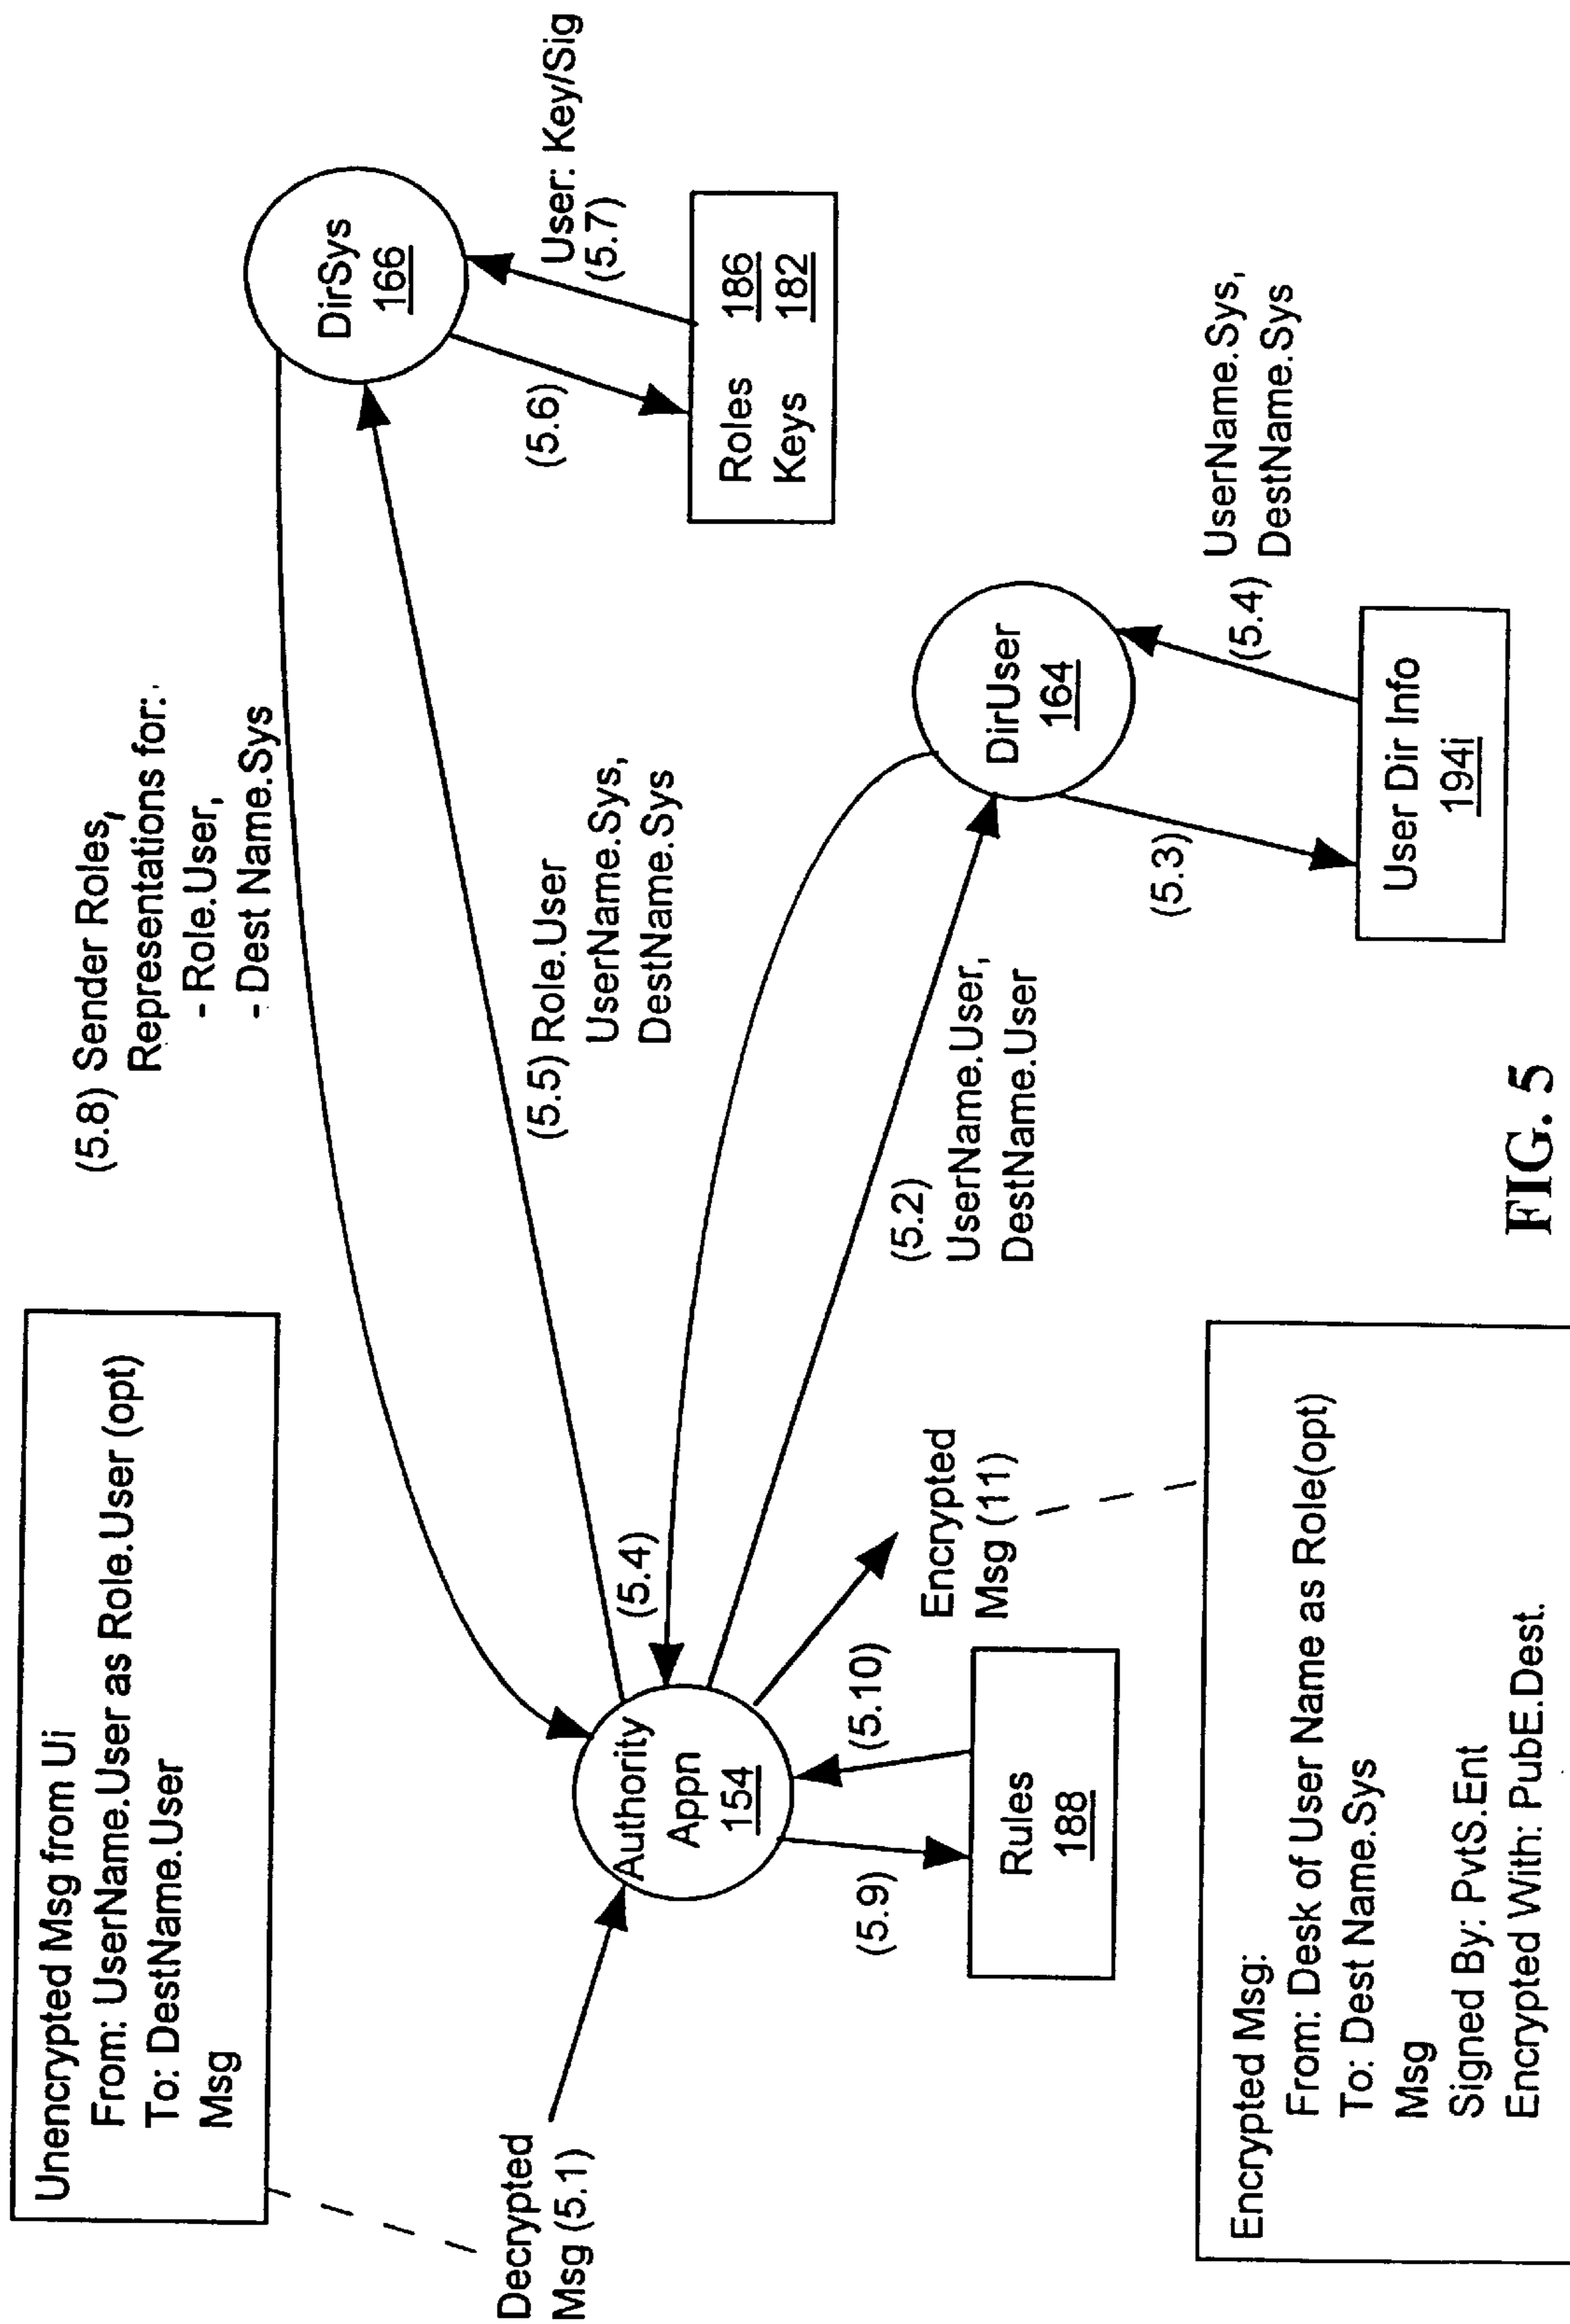 Unencrypted Msg from Ui
From: UserName.User as Role.User (opt)
To: DestName.User
Msg
(5.8) Sender Roles,
Representations for:
- Role.User,
- Dest Name.Sys
DirSys
166
User: Key/Sig
(5.7)
(5.6)
Roles 186
Keys 182
(5.5) Role.User
UserName.Sys,
DestName.Sys
Decrypted
Msg (5.1)
Authority
Appn
154
(5.4)
(5.2)
UserName.User,
DestName.User
DirUser
164
(5.3)
(5.4) UserName.Sys,
DestName.Sys
User Dir Info
194i
(5.9)
(5.10)
Rules
188
Encrypted
Msg (11)
Encrypted Msg:
From: Desk of User Name as Role(opt)
To: Dest Name.Sys
Msg
Signed By: PvtS.Ent
Encrypted With: PubE.Dest.
FIG. 5